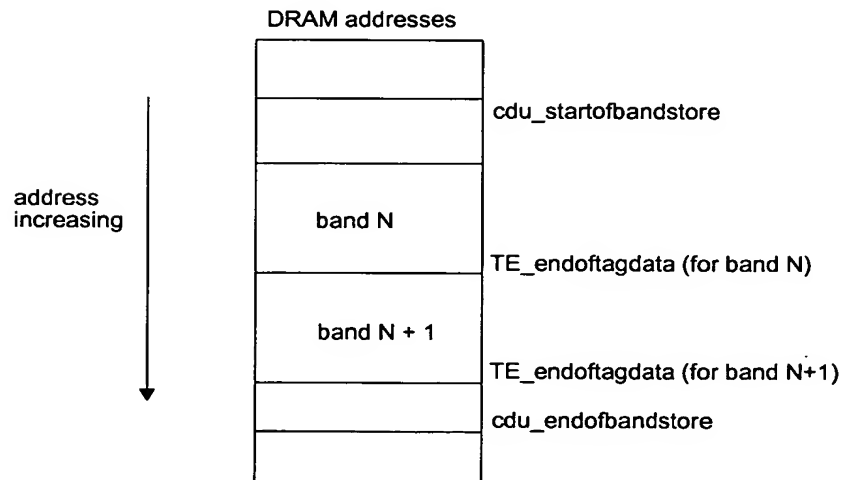 DRAM addresses
cdu_startofbandstore
address
increasing
band N
TE_endoftagdata (for band N)
band N + 1
TE_endoftagdata (for band N+1)
cdu_endofbandstore